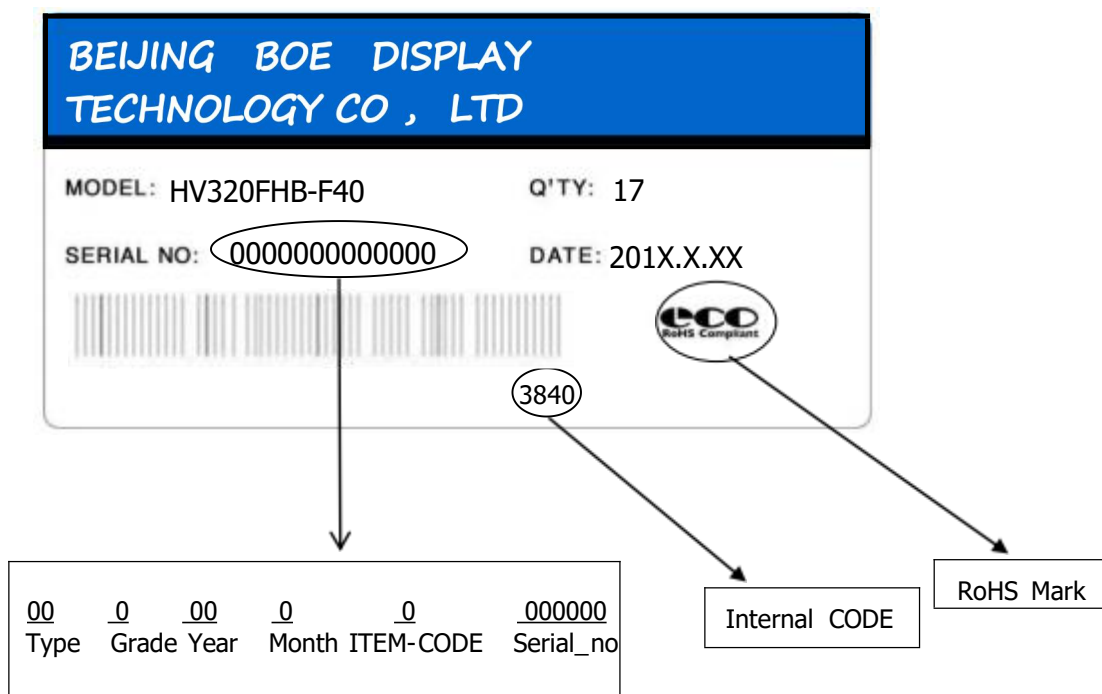 BEIJING BOE DISPLAY
TECHNOLOGY CO , LTD
MODEL: HV320FHB-F40 Q'TY: 17
SERIAL NO: 0000000000000 DATE: 201X.X.XX
eco
RoHS Compliant
3840
00 0 00 0 0 000000
Type Grade Year Month ITEM-CODE Serial_no
Internal CODE
RoHS Mark